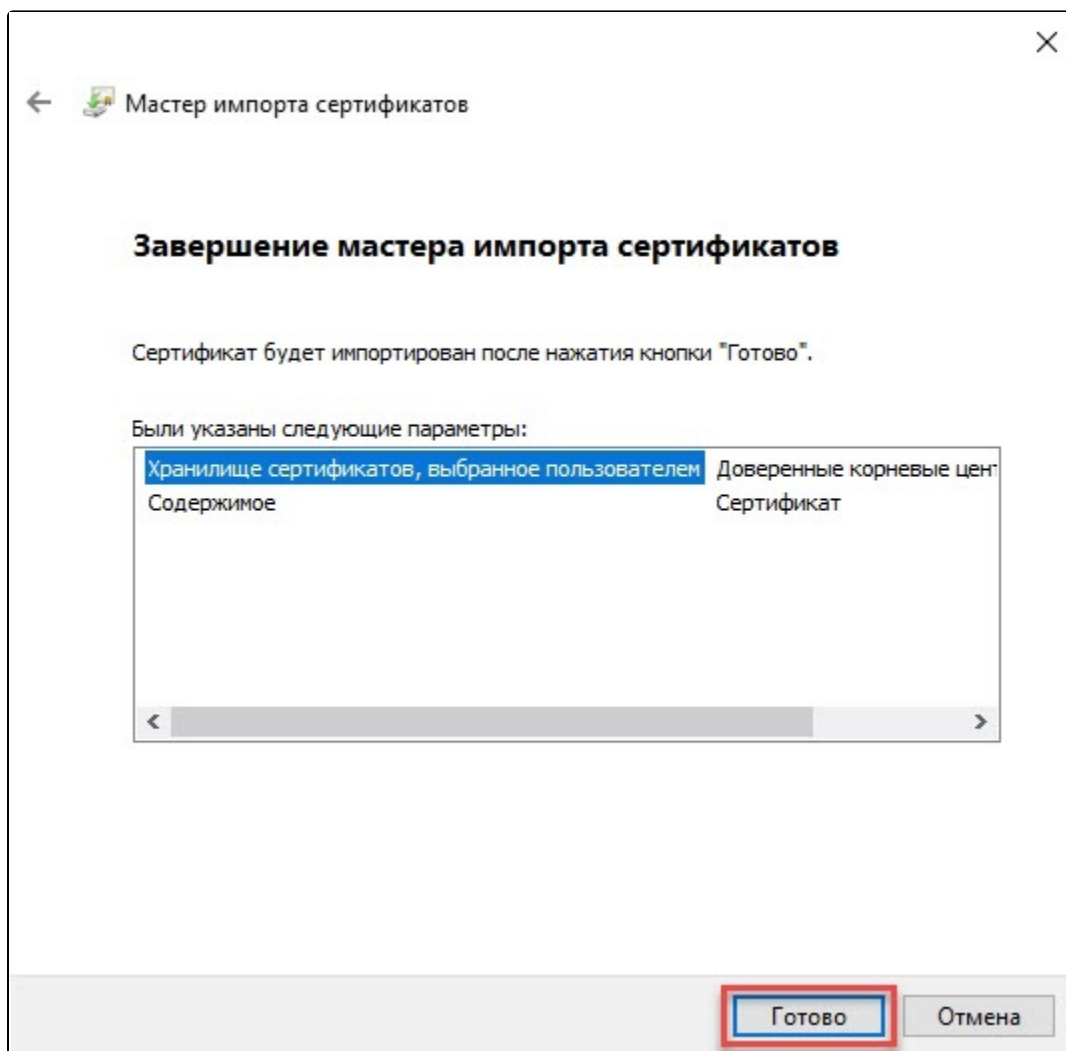 Мастер импорта сертификатов
Завершение мастера импорта сертификатов
Сертификат будет импортирован после нажатия кнопки "Готово".
Были указаны следующие параметры:
Хранилище сертификатов, выбранное пользователем Доверенные корневые цент
Содержимое Сертификат
Готово Отмена